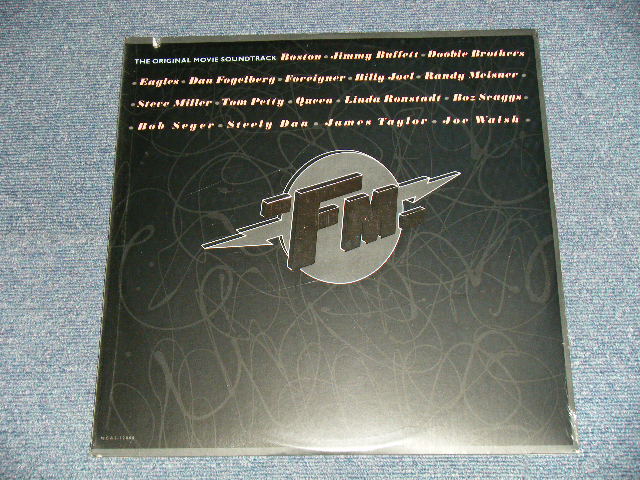 THE ORIGINAL MOVIE SOUNDTRACK Boston • Jimmy Buffett • Doobie Brothers
• Eagles • Dan Fogelberg • Foreigner • Billy Joel • Randy Meisner •
• Steve Miller • Tom Petty • Queen • Linda Ronstadt • Boz Scaggs •
• Bob Seger • Steely Dan • James Taylor • Joe Walsh •
FM